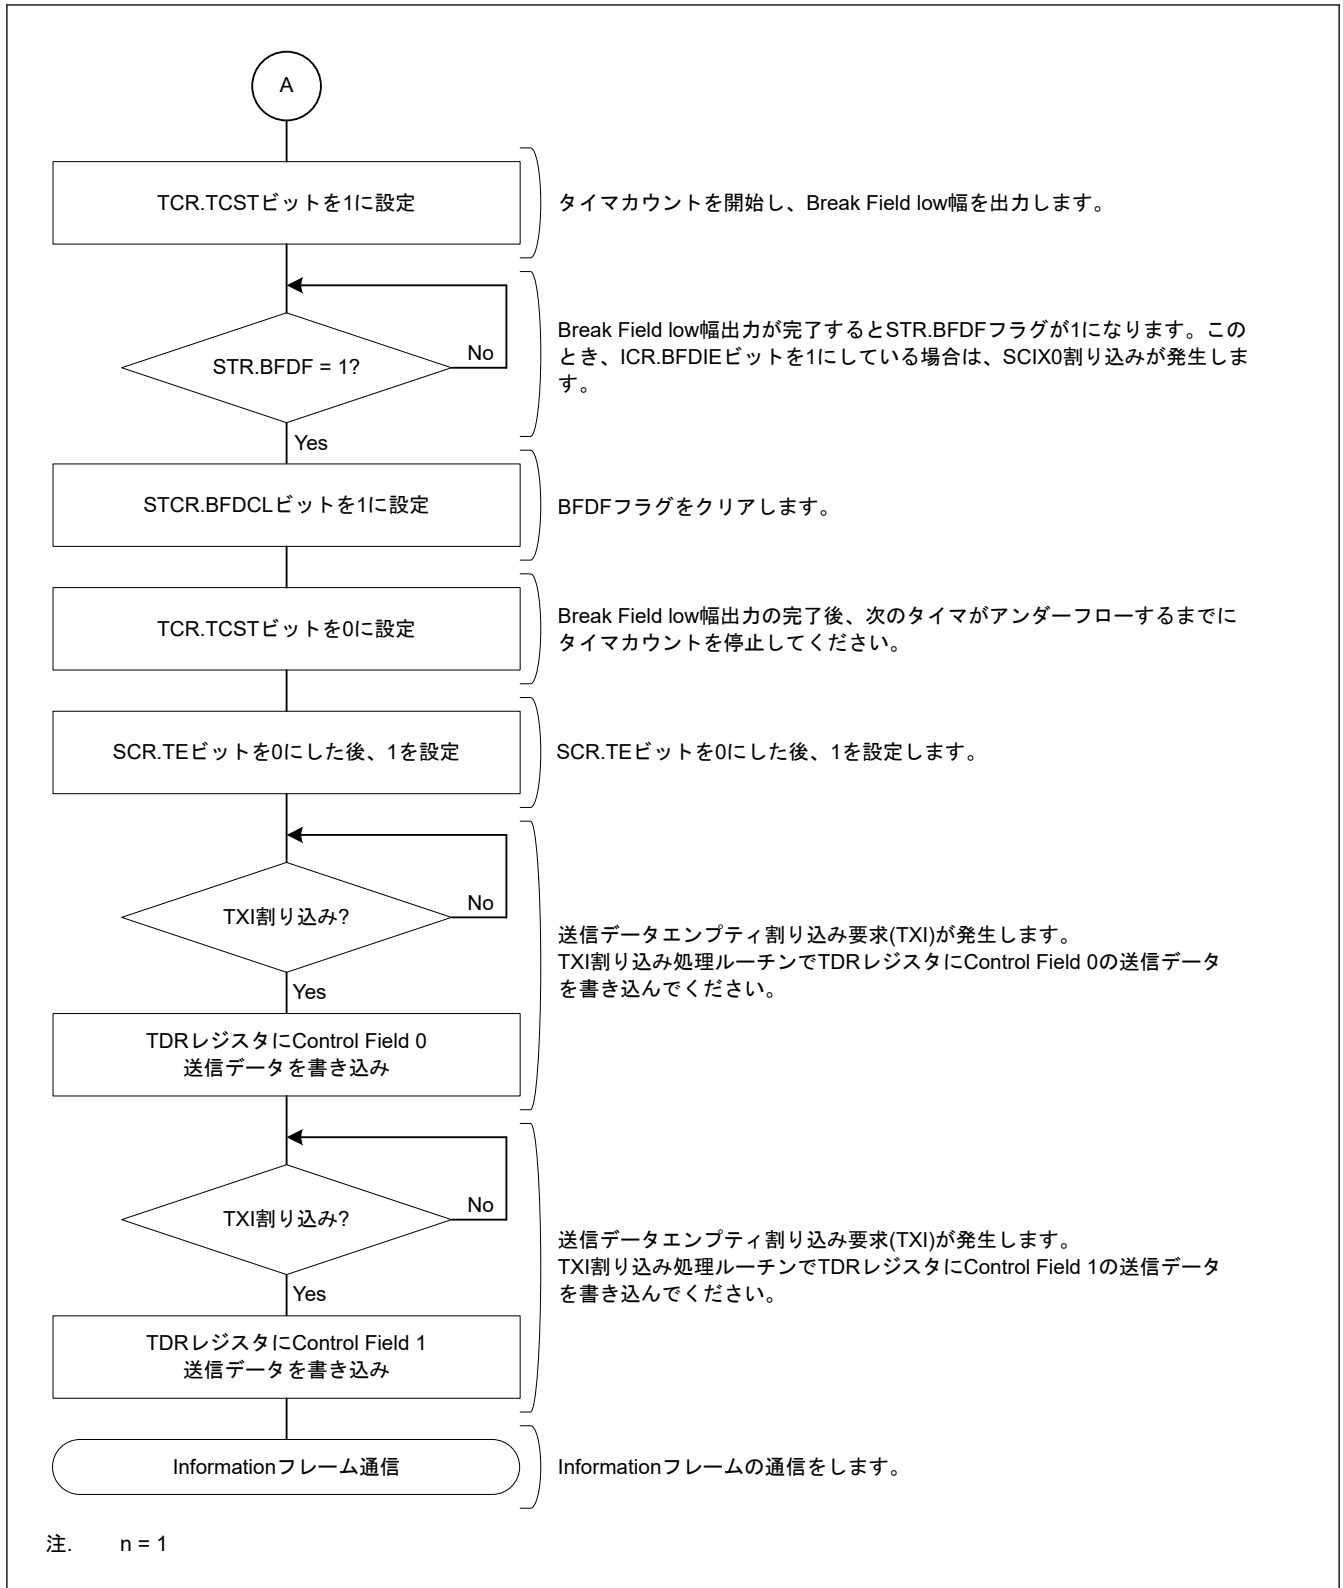 A
TCR.TCSTビットを1に設定
タイマカウントを開始し、Break Field low幅を出力します。
STR.BFDF = 1?
No
Yes
Break Field low幅出力が完了するとSTR.BFDFフラグが1になります。この
とき、ICR.BFDIEビットを1にしている場合は、SCIX0割り込みが発生しま
す。
STCR.BFDCLビットを1に設定
BFDFフラグをクリアします。
TCR.TCSTビットを0に設定
Break Field low幅出力の完了後、次のタイマがアンダーフローするまでに
タイマカウントを停止してください。
SCR.TEビットを0にした後、1を設定
SCR.TEビットを0にした後、1を設定します。
TXI割り込み?
No
Yes
TDRレジスタにControl Field 0
送信データを書き込み
送信データエンプティ割り込み要求(TXI)が発生します。
TXI割り込み処理ルーチンでTDRレジスタにControl Field 0の送信データ
を書き込んでください。
TXI割り込み?
No
Yes
TDRレジスタにControl Field 1
送信データを書き込み
送信データエンプティ割り込み要求(TXI)が発生します。
TXI割り込み処理ルーチンでTDRレジスタにControl Field 1の送信データ
を書き込んでください。
Informationフレーム通信
Informationフレームの通信をします。
注. n = 1